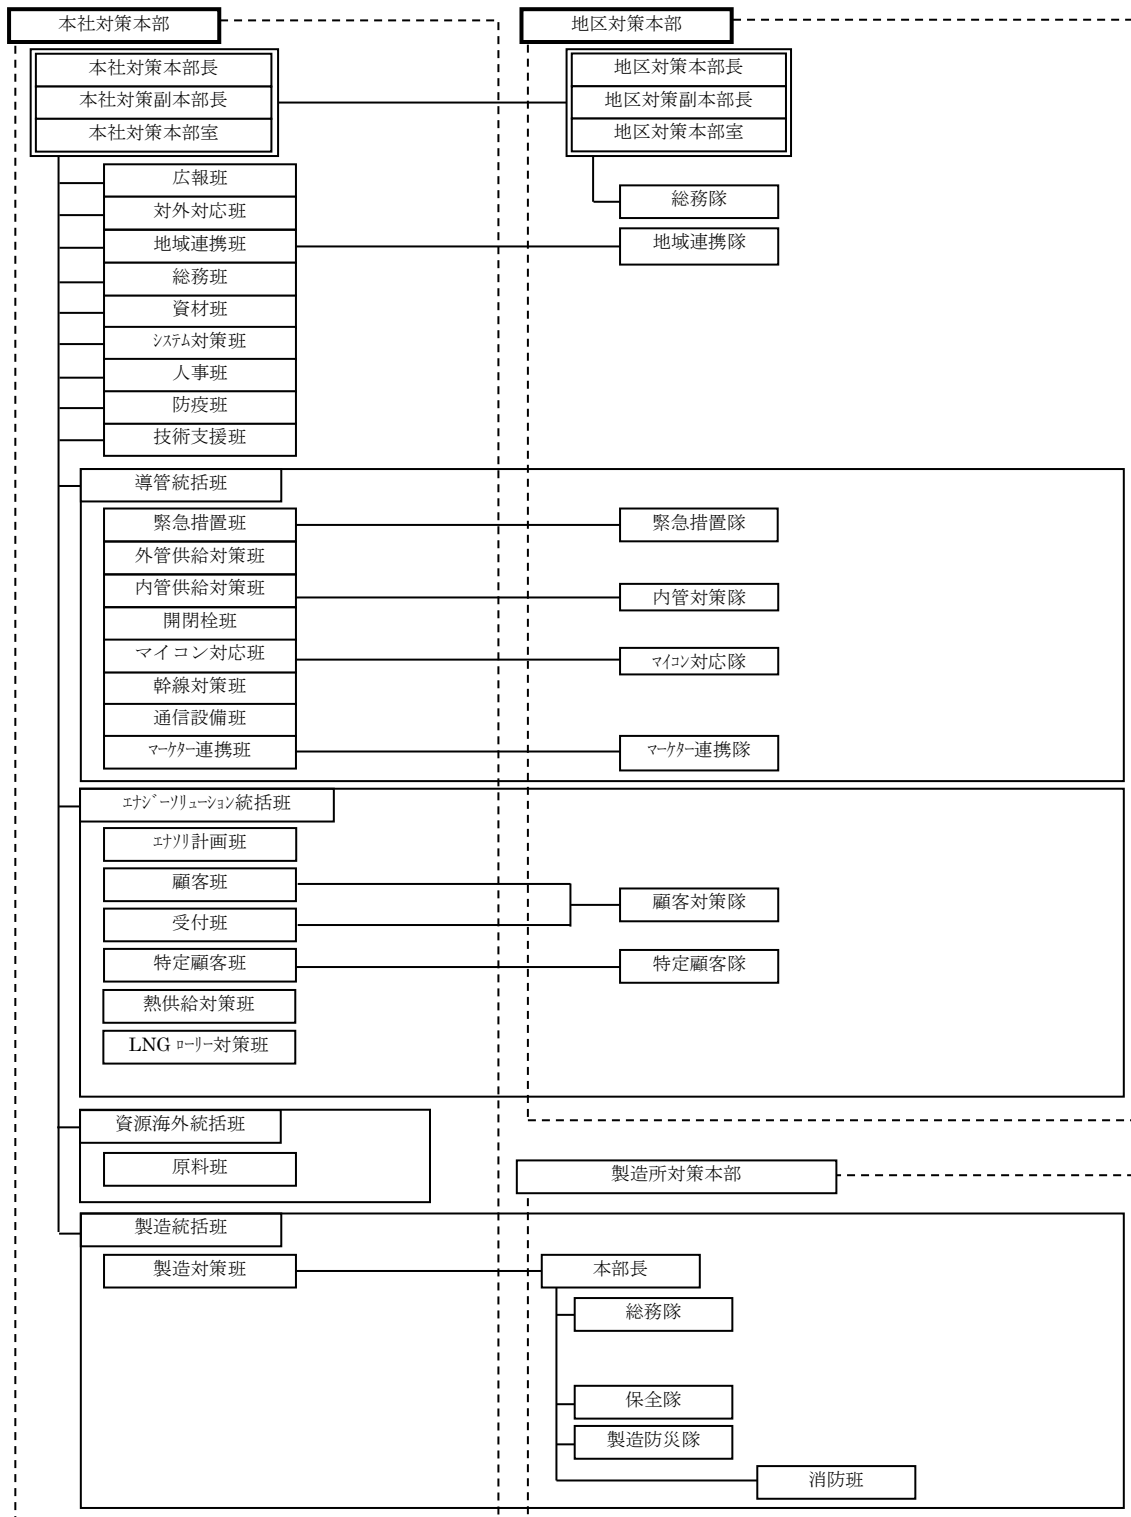 本社対策本部
地区対策本部
本社対策本部長
地区対策本部長
本社対策副本部長
地区対策副本部長
本社対策本部室
地区対策本部室
広報班
総務隊
対外対応班
地域連携班
地域連携隊
総務班
資材班
ｼｽﾃﾑ対策班
人事班
防疫班
技術支援班
導管統括班
緊急措置班
緊急措置隊
外管供給対策班
内管供給対策班
内管対策隊
開閉栓班
マイコン対応班
ﾏｲｺﾝ対応隊
幹線対策班
通信設備班
ﾏｰｹﾀｰ連携班
ﾏｰｹﾀｰ連携隊
ｴﾅｼﾞｰｿﾘｭｰｼｮﾝ統括班
ｴﾅｿﾘ計画班
顧客班
顧客対策隊
受付班
特定顧客班
特定顧客隊
熱供給対策班
LNG ﾛｰﾘｰ対策班
資源海外統括班
原料班
製造所対策本部
製造統括班
製造対策班
本部長
総務隊
保全隊
製造防災隊
消防班